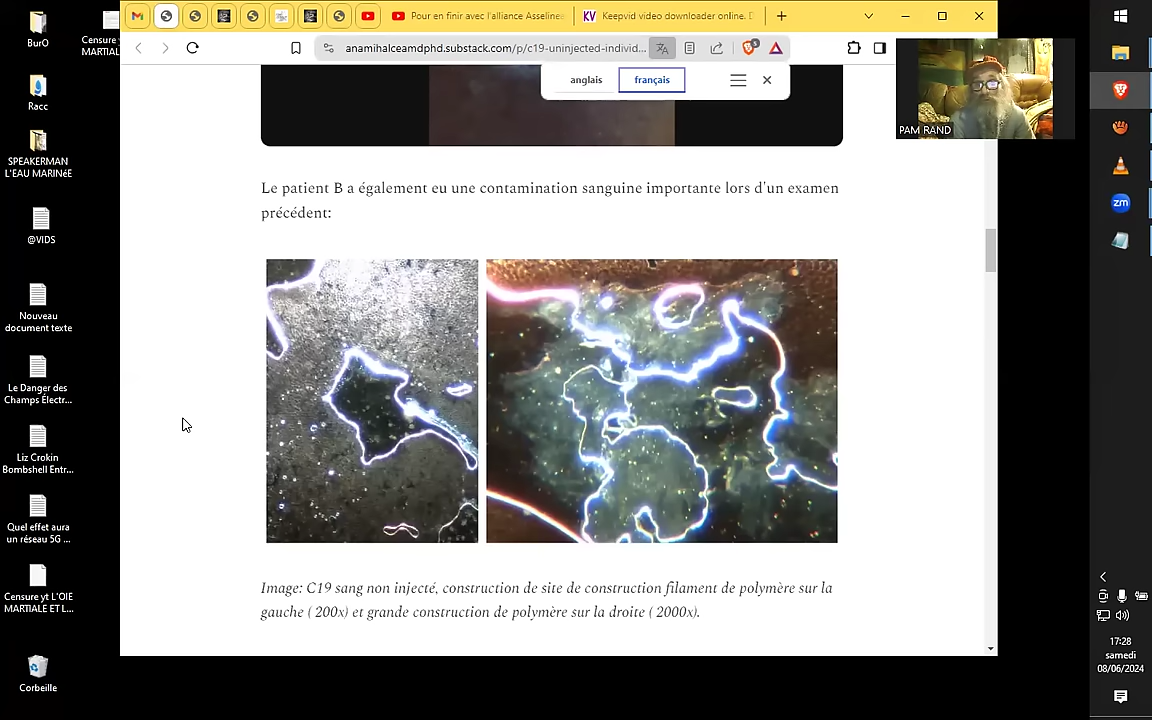 BurO
Censure
MARTIAL
Racc
SPEAKERMAN
L'EAU MARINéE
@VIDS
Nouveau
document texte
Le Danger des
Champs Électr...
Liz Crokin
Bombshell Entr...
Quel effet aura
un réseau 5G ...
Censure yt L'OIE
MARTIALE ET L...
Corbeille
Pour en finir avec l'alliance Asseline
KV Keepvid video downloader online.
anamihalceamdphd.substack.com/p/c19-uninjected-individ...
anglais français
PAM RAND
Le patient B a également eu une contamination sanguine importante lors d'un examen
précédent:
Image: C19 sang non injecté, construction de site de construction filament de polymère sur la
gauche ( 200x) et grande construction de polymère sur la droite ( 2000x).
zm
17:28
samedi
08/06/2024